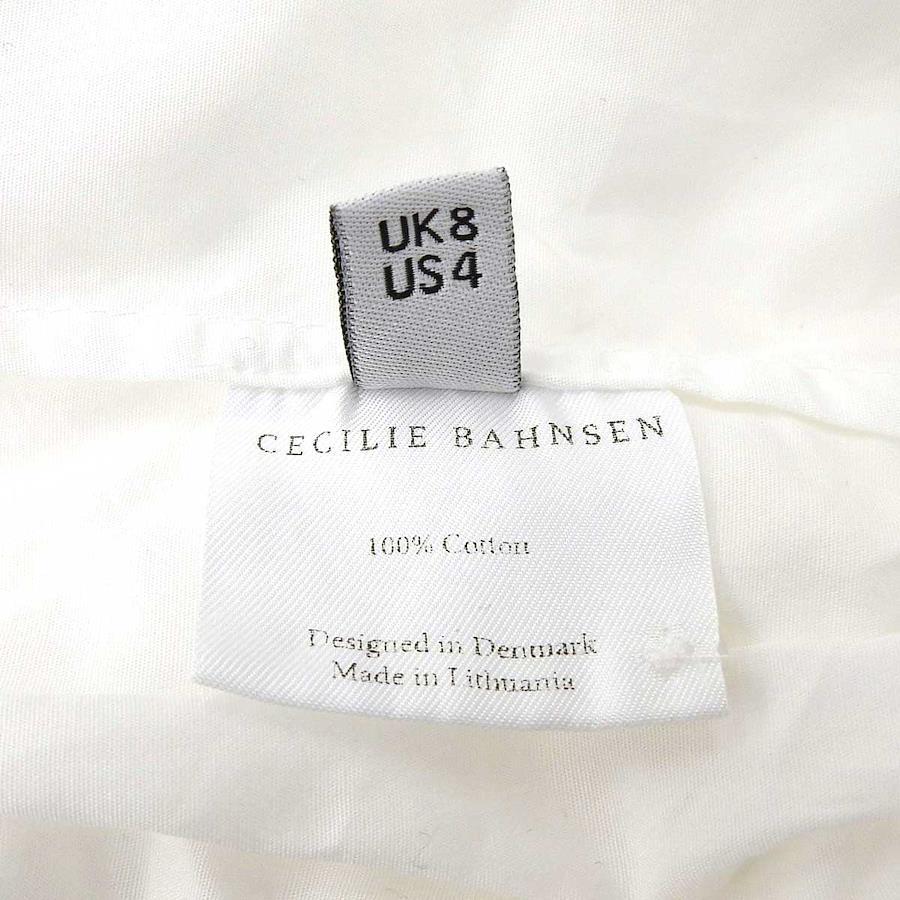 UK 8
US 4
CECILIE BAHNSEN
100% Cotton
Designed in Denmark
Made in Lithuania